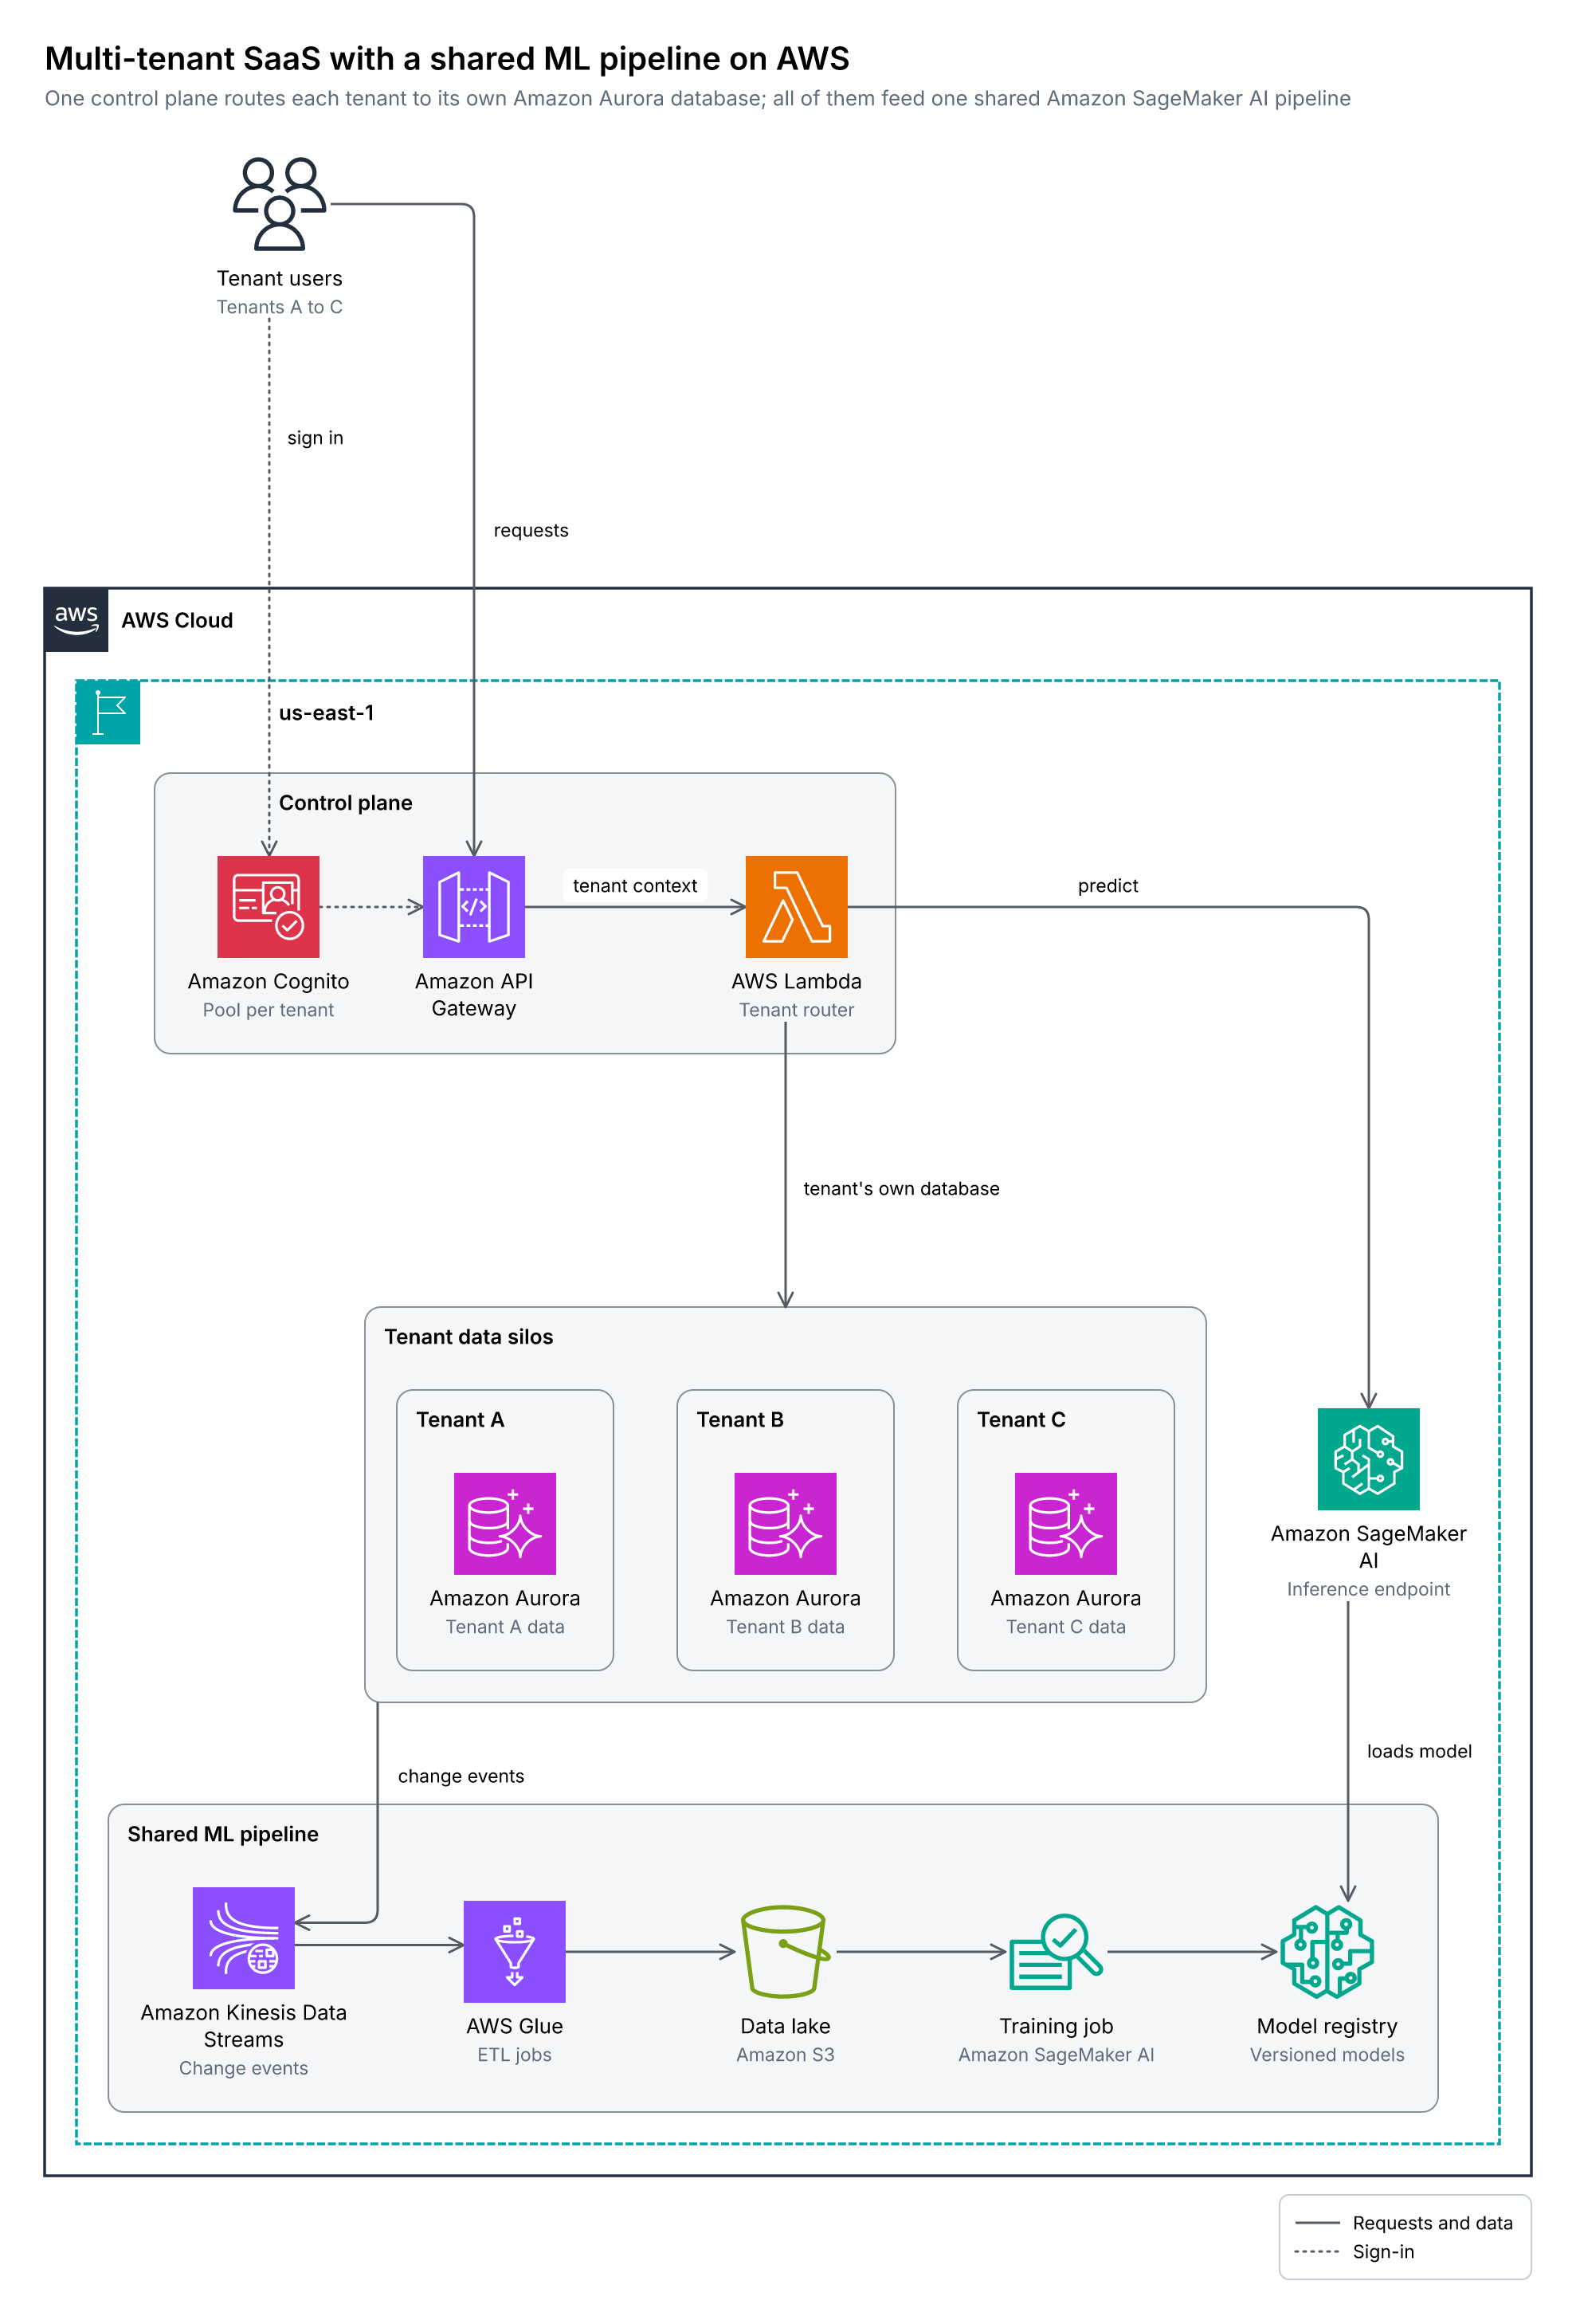 Multi-tenant SaaS with a shared ML pipeline on AWS
One control plane routes each tenant to its own Amazon Aurora database; all of them feed one shared Amazon SageMaker AI pipeline
Tenant users
Tenants A to C
sign in
requests
aws
AWS Cloud
us-east-1
Control plane
tenant context
predict
Amazon Cognito
Pool per tenant
Amazon API
Gateway
AWS Lambda
Tenant router
tenant's own database
Tenant data silos
Tenant A
Tenant B
Tenant C
Amazon Aurora
Tenant A data
Amazon Aurora
Tenant B data
Amazon Aurora
Tenant C data
Amazon SageMaker
AI
Inference endpoint
loads model
change events
Shared ML pipeline
Amazon Kinesis Data
Streams
Change events
AWS Glue
ETL jobs
Data lake
Amazon S3
Training job
Amazon SageMaker AI
Model registry
Versioned models
Requests and data
Sign-in